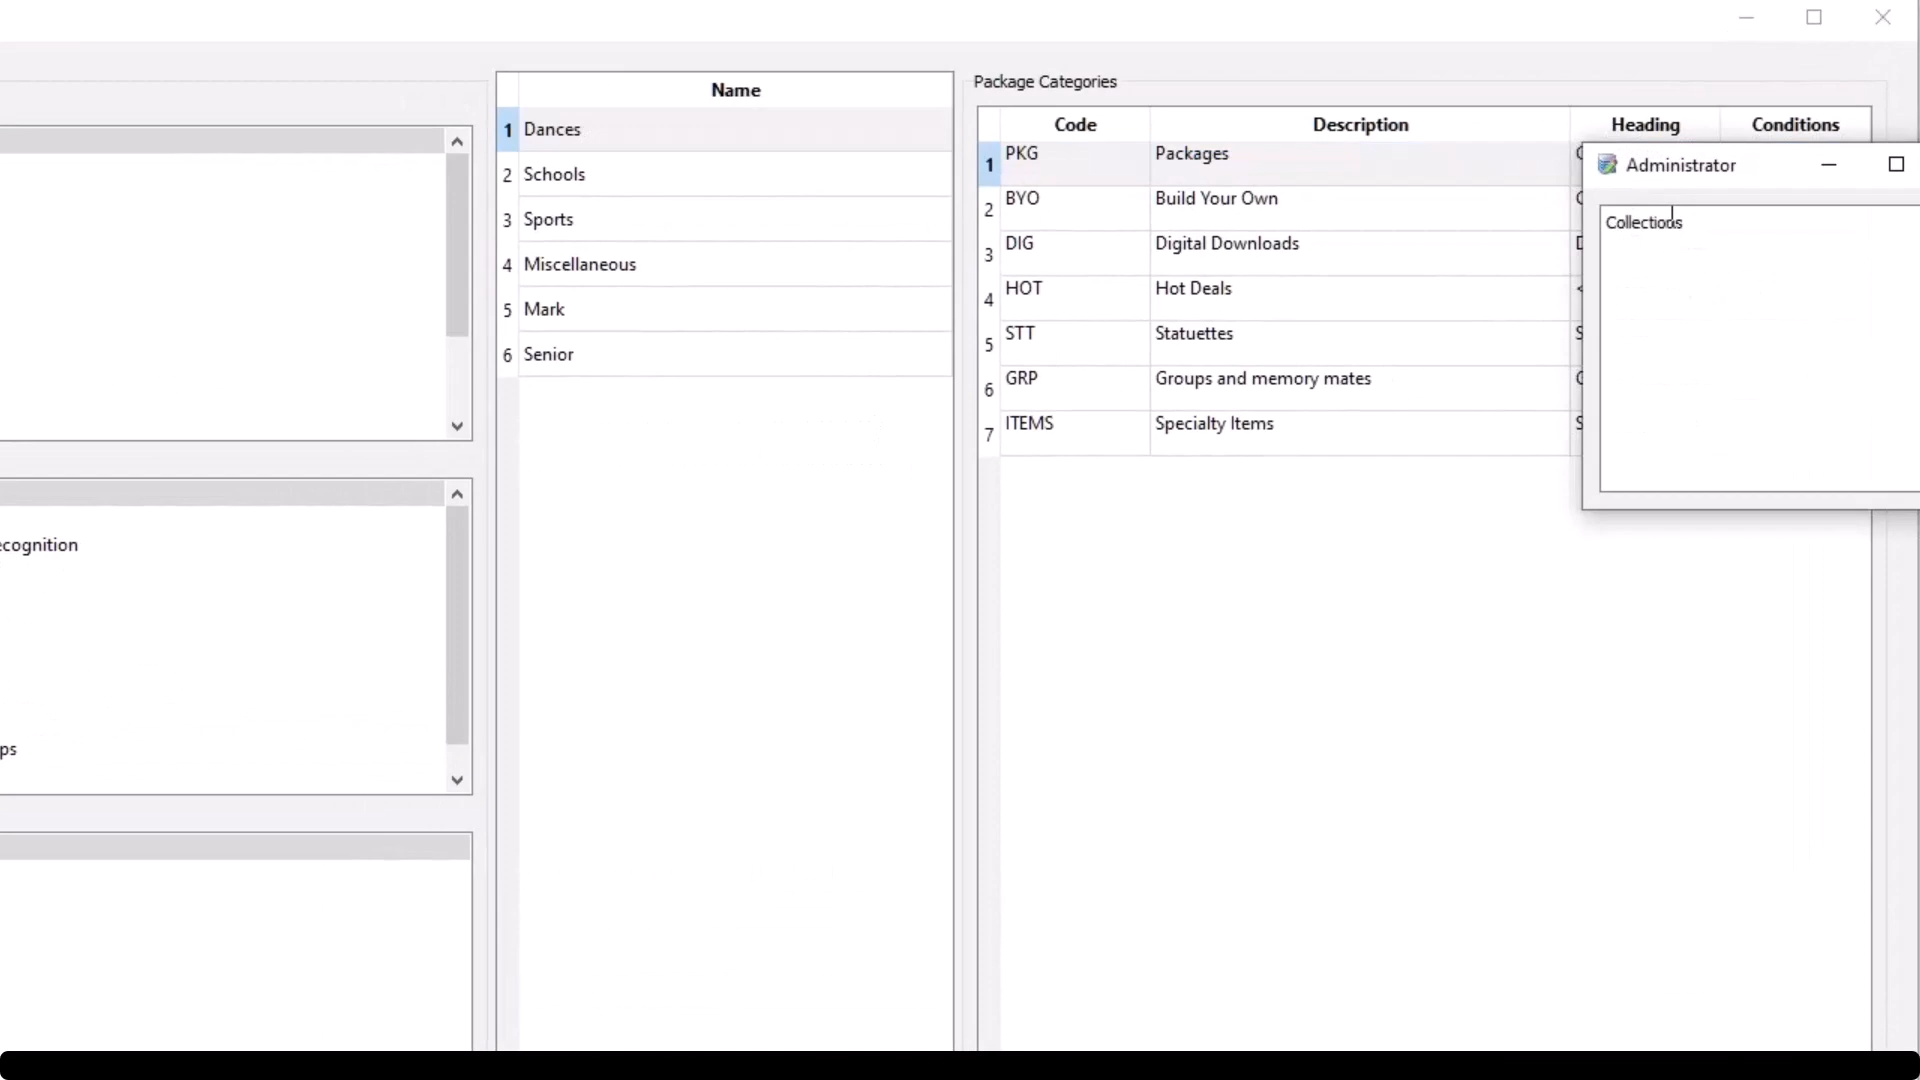 Name
1 Dances
2 Schools
3 Sports
4 Miscellaneous
5 Mark
6 Senior
Package Categories
Code Description Heading Conditions
1 PKG Packages
2 BYO Build Your Own
3 DIG Digital Downloads
4 HOT Hot Deals
5 STT Statuettes
6 GRP Groups and memory mates
7 ITEMS Specialty Items
Administrator
Collections
ecognition
ps